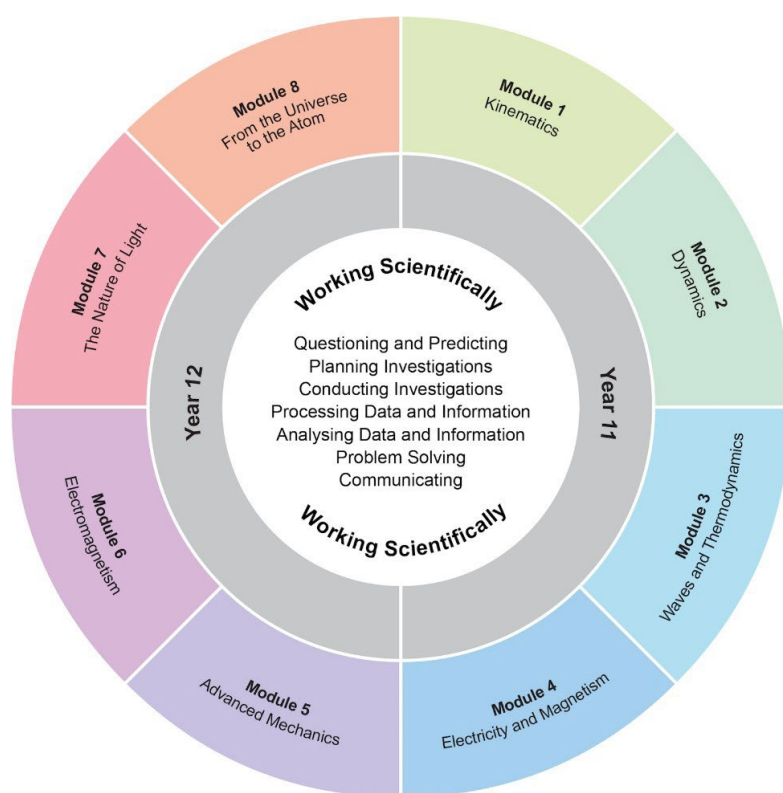 Module 1
Kinematics
Module 2
Dynamics
Module 3
Waves and Thermodynamics
Module 4
Electricity and Magnetism
Module 5
Advanced Mechanics
Module 6
Electromagnetism
Module 7
The Nature of Light
Module 8
From the Universe
to the Atom
Year 11
Year 12
Working Scientifically
Questioning and Predicting
Planning Investigations
Conducting Investigations
Processing Data and Information
Analysing Data and Information
Problem Solving
Communicating
Working Scientifically